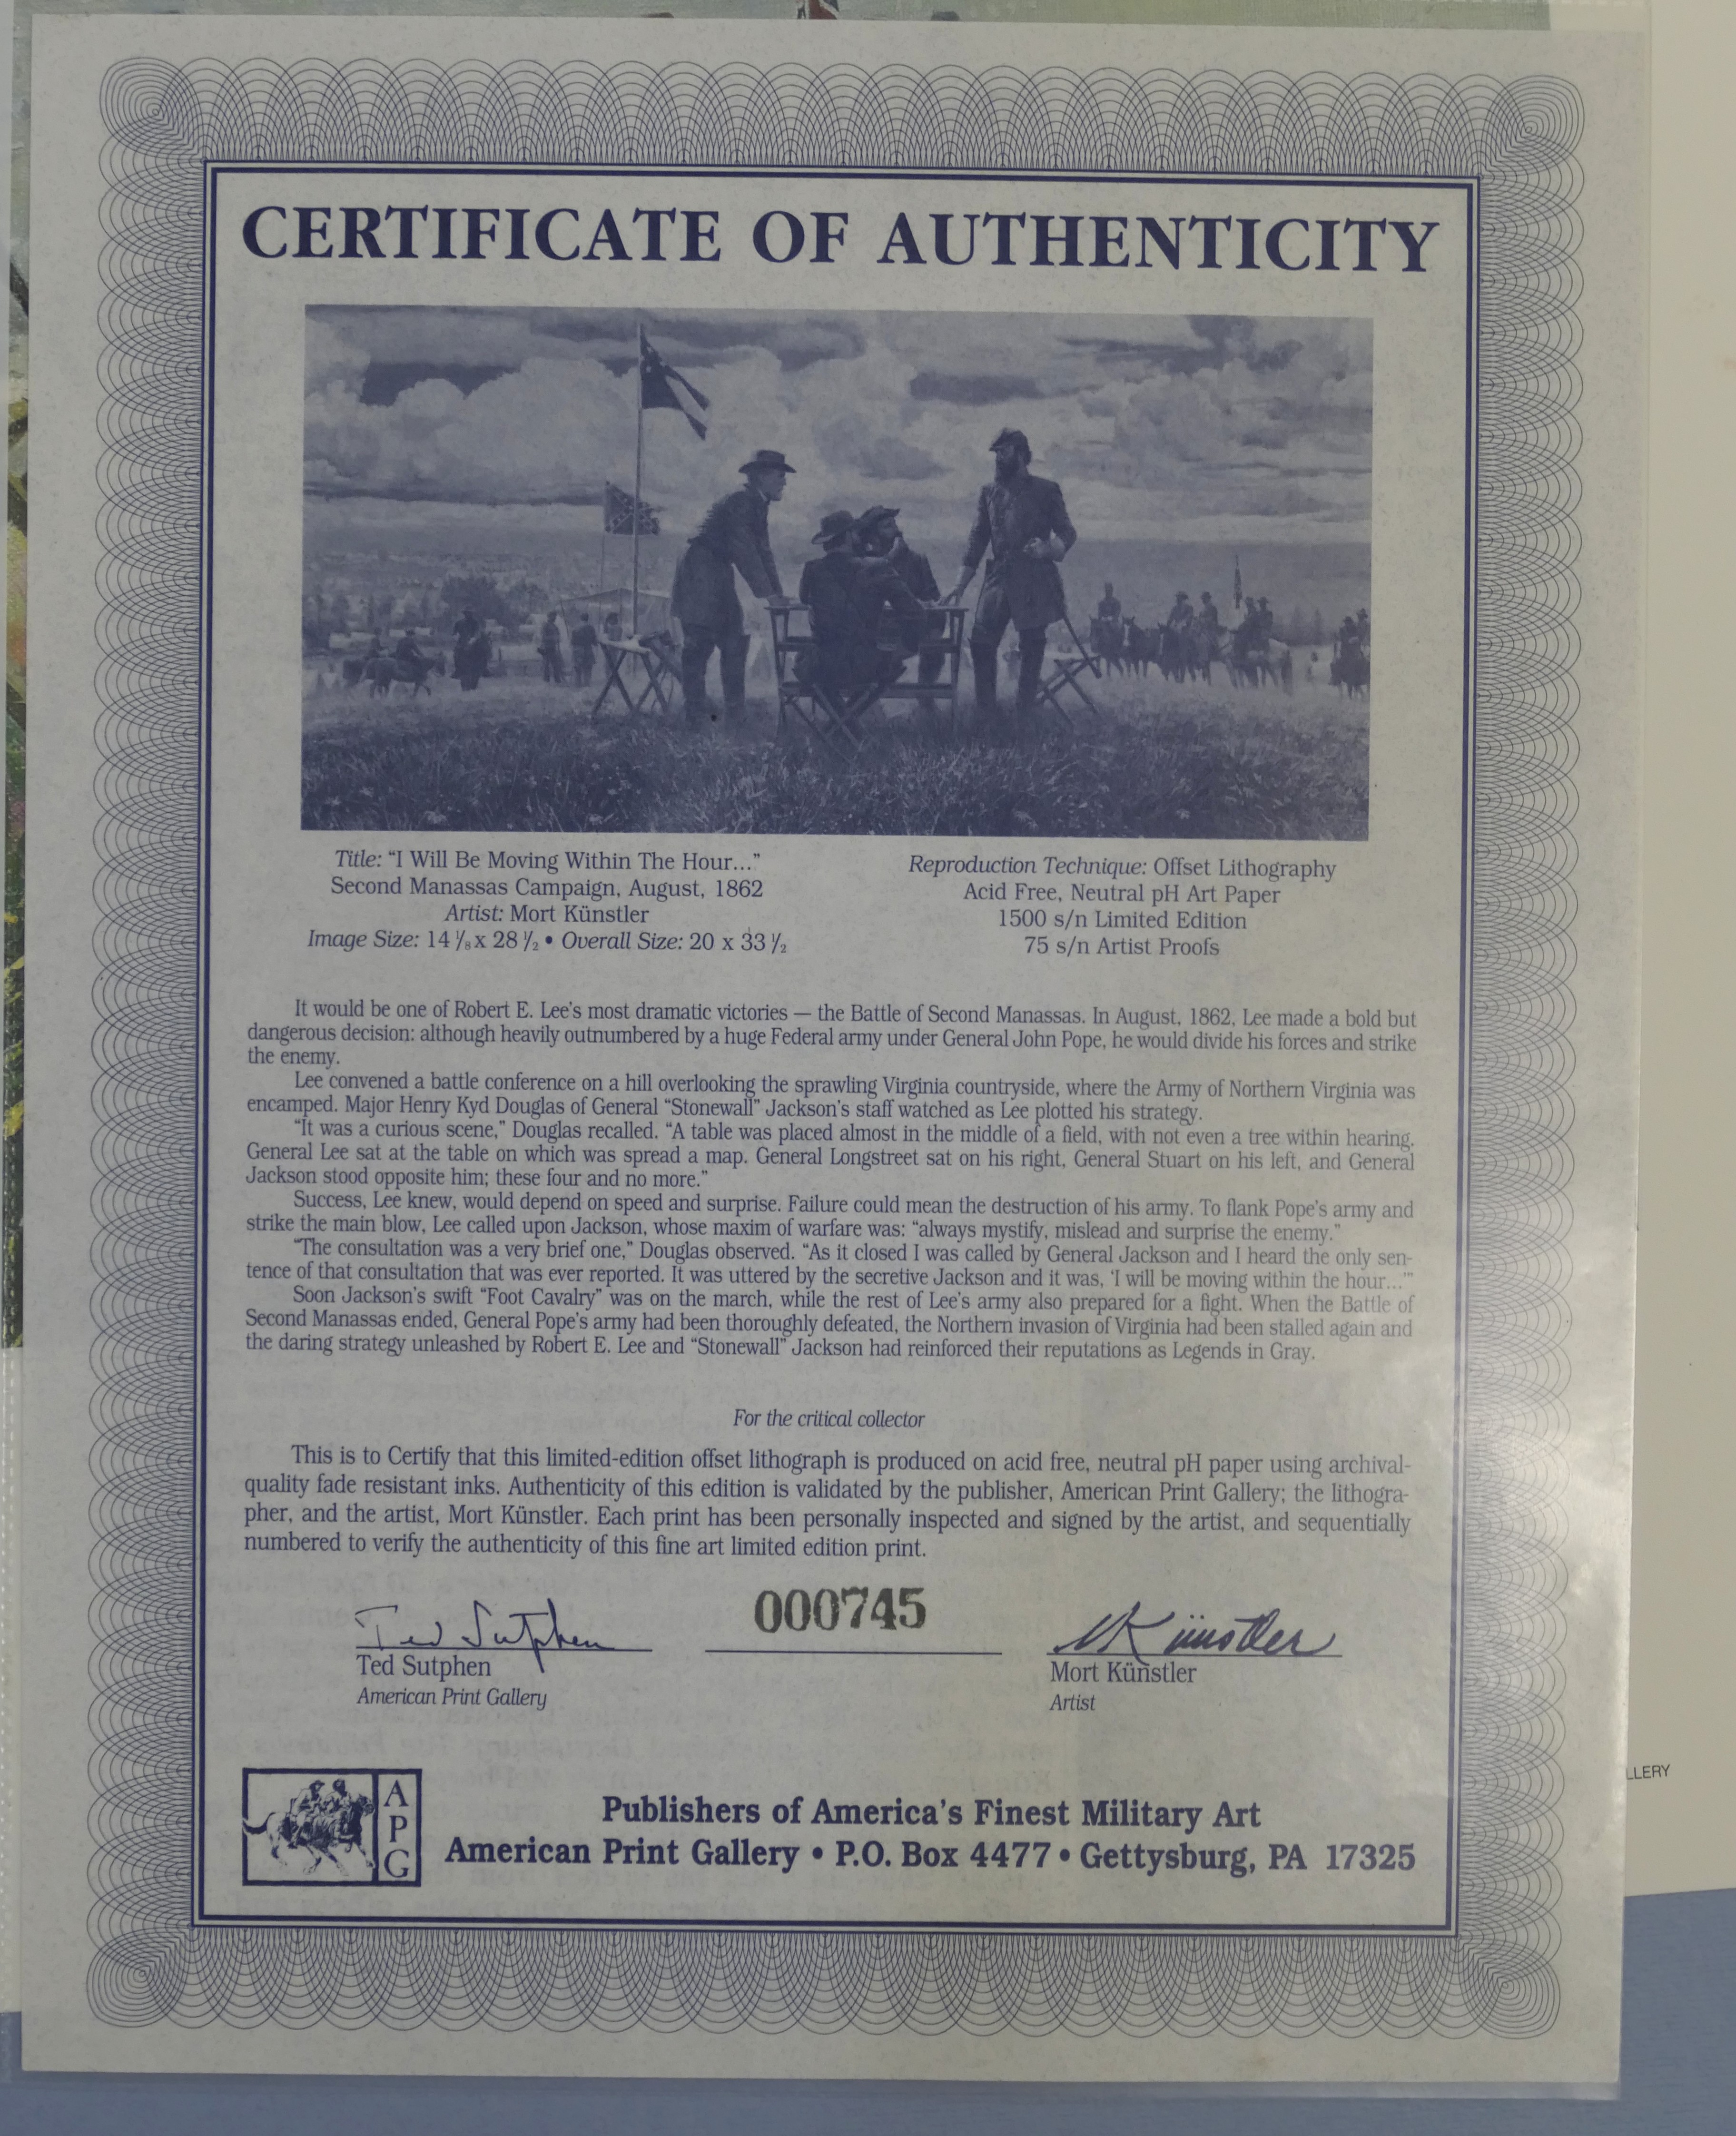 CERTIFICATE OF AUTHENTICITY
Title: “I Will Be Moving Within The Hour...”
Second Manassas Campaign, August, 1862
Artist: Mort Künstler
Image Size: 14 1/8 x 28 1/2 • Overall Size: 20 x 33 1/2
Reproduction Technique: Offset Lithography
Acid Free, Neutral pH Art Paper
1500 s/n Limited Edition
75 s/n Artist Proofs
It would be one of Robert E. Lee’s most dramatic victories — the Battle of Second Manassas. In August, 1862, Lee made a bold but
dangerous decision: although heavily outnumbered by a huge Federal army under General John Pope, he would divide his forces and strike
the enemy.
Lee convened a battle conference on a hill overlooking the sprawling Virginia countryside, where the Army of Northern Virginia was
encamped. Major Henry Kyd Douglas of General “Stonewall” Jackson’s staff watched as Lee plotted his strategy.
“It was a curious scene,” Douglas recalled. “A table was placed almost in the middle of a field, with not even a tree within hearing.
General Lee sat at the table on which was spread a map. General Longstreet sat on his right, General Stuart on his left, and General
Jackson stood opposite him; these four and no more.”
Success, Lee knew, would depend on speed and surprise. Failure could mean the destruction of his army. To flank Pope’s army and
strike the main blow, Lee called upon Jackson, whose maxim of warfare was: “always mystify, mislead and surprise the enemy.”
“The consultation was a very brief one,” Douglas observed. “As it closed I was called by General Jackson and I heard the only sen-
tence of that consultation that was ever reported. It was uttered by the secretive Jackson and it was, ‘I will be moving within the hour...’”
Soon Jackson’s swift “Foot Cavalry” was on the march, while the rest of Lee’s army also prepared for a fight. When the Battle of
Second Manassas ended, General Pope’s army had been thoroughly defeated, the Northern invasion of Virginia had been stalled again and
the daring strategy unleashed by Robert E. Lee and “Stonewall” Jackson had reinforced their reputations as Legends in Gray.
For the critical collector
This is to Certify that this limited-edition offset lithograph is produced on acid free, neutral pH paper using archival-
quality fade resistant inks. Authenticity of this edition is validated by the publisher, American Print Gallery; the lithogra-
pher, and the artist, Mort Künstler. Each print has been personally inspected and signed by the artist, and sequentially
numbered to verify the authenticity of this fine art limited edition print.
Ted Sutphen
000745
MKünstler
Ted Sutphen
American Print Gallery
Mort Künstler
Artist
LLERY
A
P
G
Publishers of America’s Finest Military Art
American Print Gallery • P.O. Box 4477 • Gettysburg, PA 17325